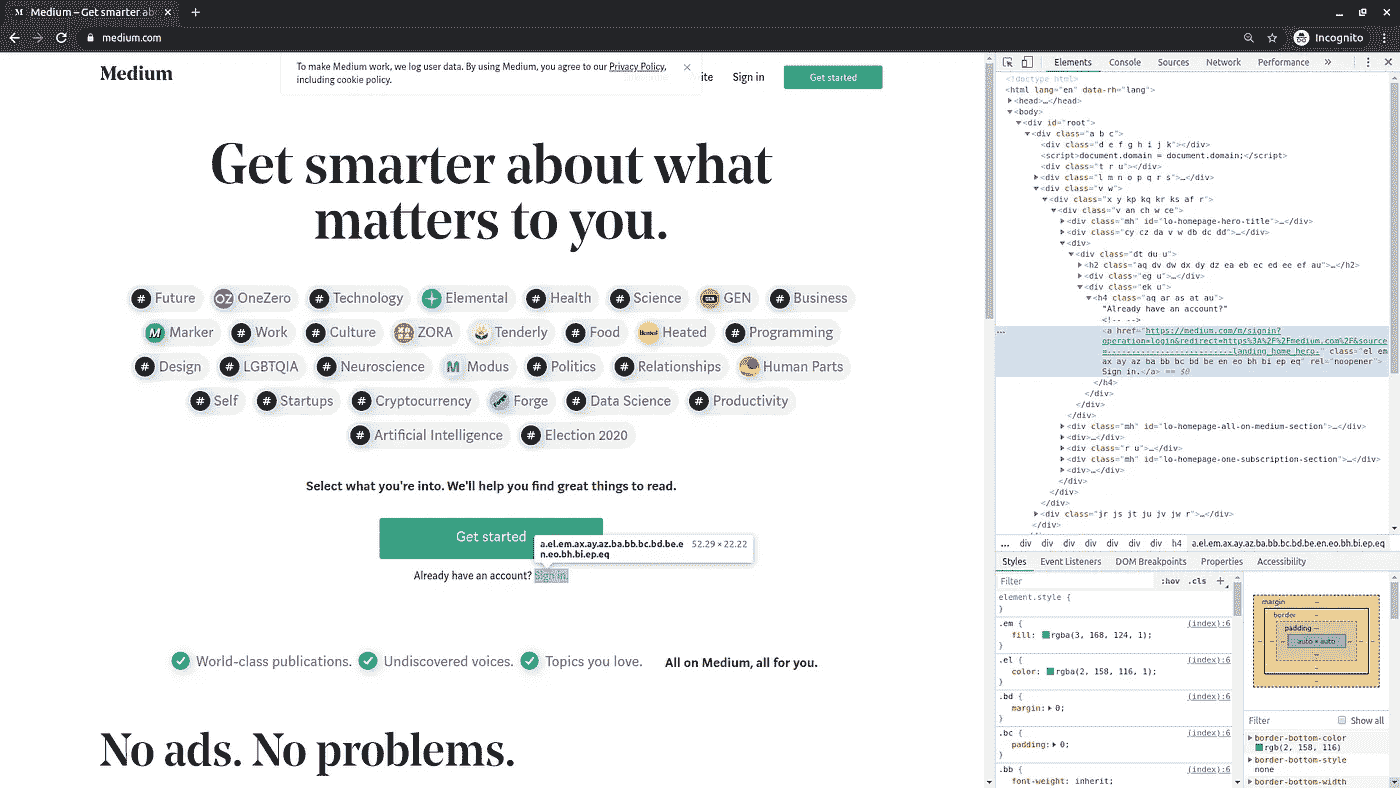 Medium – Get smarter ab
medium.com
Incognito
Medium
To make Medium work, we log user data. By using Medium, you agree to our Privacy Policy,
including cookie policy.
Sign in
Get started
Get smarter about what
matters to you.
# Future
OZ OneZero
# Technology
Elemental
# Health
# Science
GEN GEN
# Business
M Marker
# Work
# Culture
ZORA
Tenderly
# Food
Heated Heated
# Programming
# Design
# LGBTQIA
# Neuroscience
M Modus
# Politics
# Relationships
Human Parts
# Self
# Startups
# Cryptocurrency
Forge
# Data Science
# Productivity
# Artificial Intelligence
# Election 2020
Select what you're into. We'll help you find great things to read.
Get started
a.el.em.ax.ay.az.ba.bb.bc.bd.be.e
n.eo.bh.bi.ep.eq
52.29 × 22.22
Already have an account? Sign in.
World-class publications.
Undiscovered voices.
Topics you love.
All on Medium, all for you.
No ads. No problems.
Elements
Console
Sources
Network
Performance
»
<!doctype html>
<html lang="en" data-rh="lang">
<head>…</head>
<body>
<div id="root">
<div class="a b c">
<div class="d e f g h i j k"></div>
<script>document.domain = document.domain;</script>
<div class="t r u"></div>
<div class="l m n o p q r s">…</div>
<div class="v w">
<div class="x y kp kq kr ks af r">
<div class="v an ch w ce">
<div class="mh" id="lo-homepage-hero-title">…</div>
<div class="cy cz da v w db dc dd">…</div>
<div>
<div class="dt du u">
<h2 class="aq dv dw dx dy dz ea eb ec ed ee ef au">…</h2>
<div class="eg u">…</div>
<div class="ek u">
<h4 class="aq ar as at au">
"Already have an account?"
<!-- -->
<a href="https://medium.com/m/signin?
operation=login&redirect=https%3A%2F%2Fmedium.com%2F&source
=--------------------------landing_home_hero-" class="el em
ax ay az ba bb bc bd be en eo bh bi ep eq" rel="noopener">
Sign in.</a> == $0
</h4>
</div>
</div>
</div>
<div class="mh" id="lo-homepage-all-on-medium-section">…</div>
<div>…</div>
<div class="r u">…</div>
<div class="mh" id="lo-homepage-one-subscription-section">…</div>
<div>…</div>
</div>
</div>
</div>
<div class="jr js jt ju jv jw r">…</div>
</div>
… div div div div div div div h4 a.el.em.ax.ay.az.ba.bb.bc.bd.be.en.eo.bh.bi.ep.eq
Styles
Event Listeners
DOM Breakpoints
Properties
Accessibility
Filter
:hov .cls +
element.style {
}
.em {
(index):6
fill: rgba(3, 168, 124, 1);
}
.el {
(index):6
color: rgba(2, 158, 116, 1);
}
.bd {
(index):6
margin: 0;
}
.bc {
(index):6
padding: 0;
}
.bb {
(index):6
font-weight: inherit;
margin –
border –
padding –
auto × auto
Filter
Show all
border-bottom-color
rgb(2, 158, 116)
border-bottom-style
none
border-bottom-width